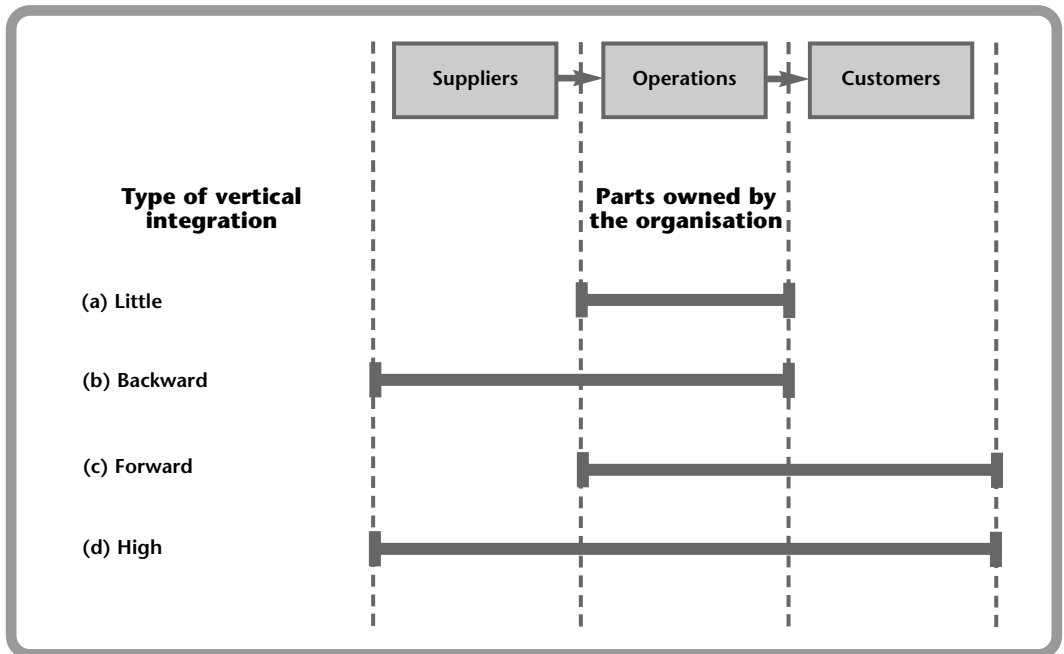 Suppliers
Operations
Customers
Type of vertical
integration
Parts owned by
the organisation
(a) Little
(b) Backward
(c) Forward
(d) High